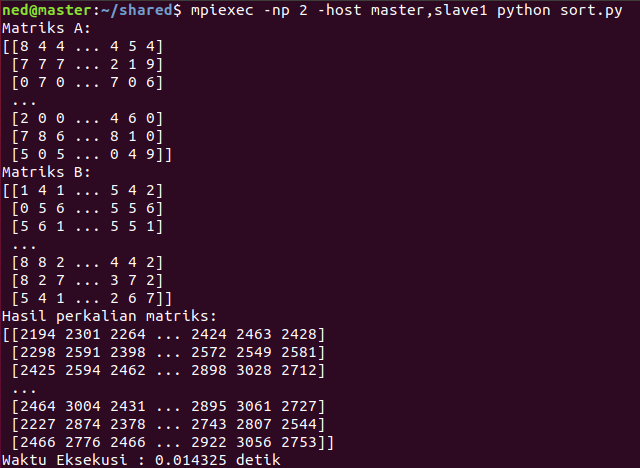 ned@master:~/shared$ mpiexec -np 2 -host master,slave1 python sort.py
Matriks A:
[[8 4 4 ... 4 5 4]
 [7 7 7 ... 2 1 9]
 [0 7 0 ... 7 0 6]
 ...
 [2 0 0 ... 4 6 0]
 [7 8 6 ... 8 1 0]
 [5 0 5 ... 0 4 9]]
Matriks B:
[[1 4 1 ... 5 4 2]
 [0 5 6 ... 5 5 6]
 [5 6 1 ... 5 5 1]
 ...
 [8 8 2 ... 4 4 2]
 [8 2 7 ... 3 7 2]
 [5 4 1 ... 2 6 7]]
Hasil perkalian matriks:
[[2194 2301 2264 ... 2424 2463 2428]
 [2298 2591 2398 ... 2572 2549 2581]
 [2425 2594 2462 ... 2898 3028 2712]
 ...
 [2464 3004 2431 ... 2895 3061 2727]
 [2227 2874 2378 ... 2743 2807 2544]
 [2466 2776 2466 ... 2922 3056 2753]]
Waktu Eksekusi : 0.014325 detik